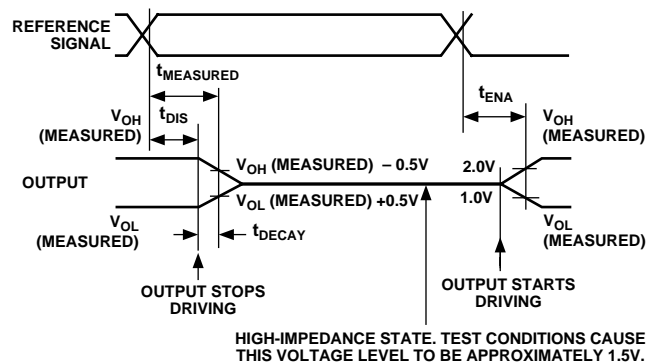 REFERENCE
SIGNAL
tMEASURED
tDIS
tENA
VOH
(MEASURED)
VOH
(MEASURED)
VOH (MEASURED) – 0.5V
2.0V
OUTPUT
VOL (MEASURED) +0.5V
1.0V
VOL
(MEASURED)
VOL
(MEASURED)
tDECAY
OUTPUT STOPS
DRIVING
OUTPUT STARTS
DRIVING
HIGH-IMPEDANCE STATE. TEST CONDITIONS CAUSE
THIS VOLTAGE LEVEL TO BE APPROXIMATELY 1.5V.